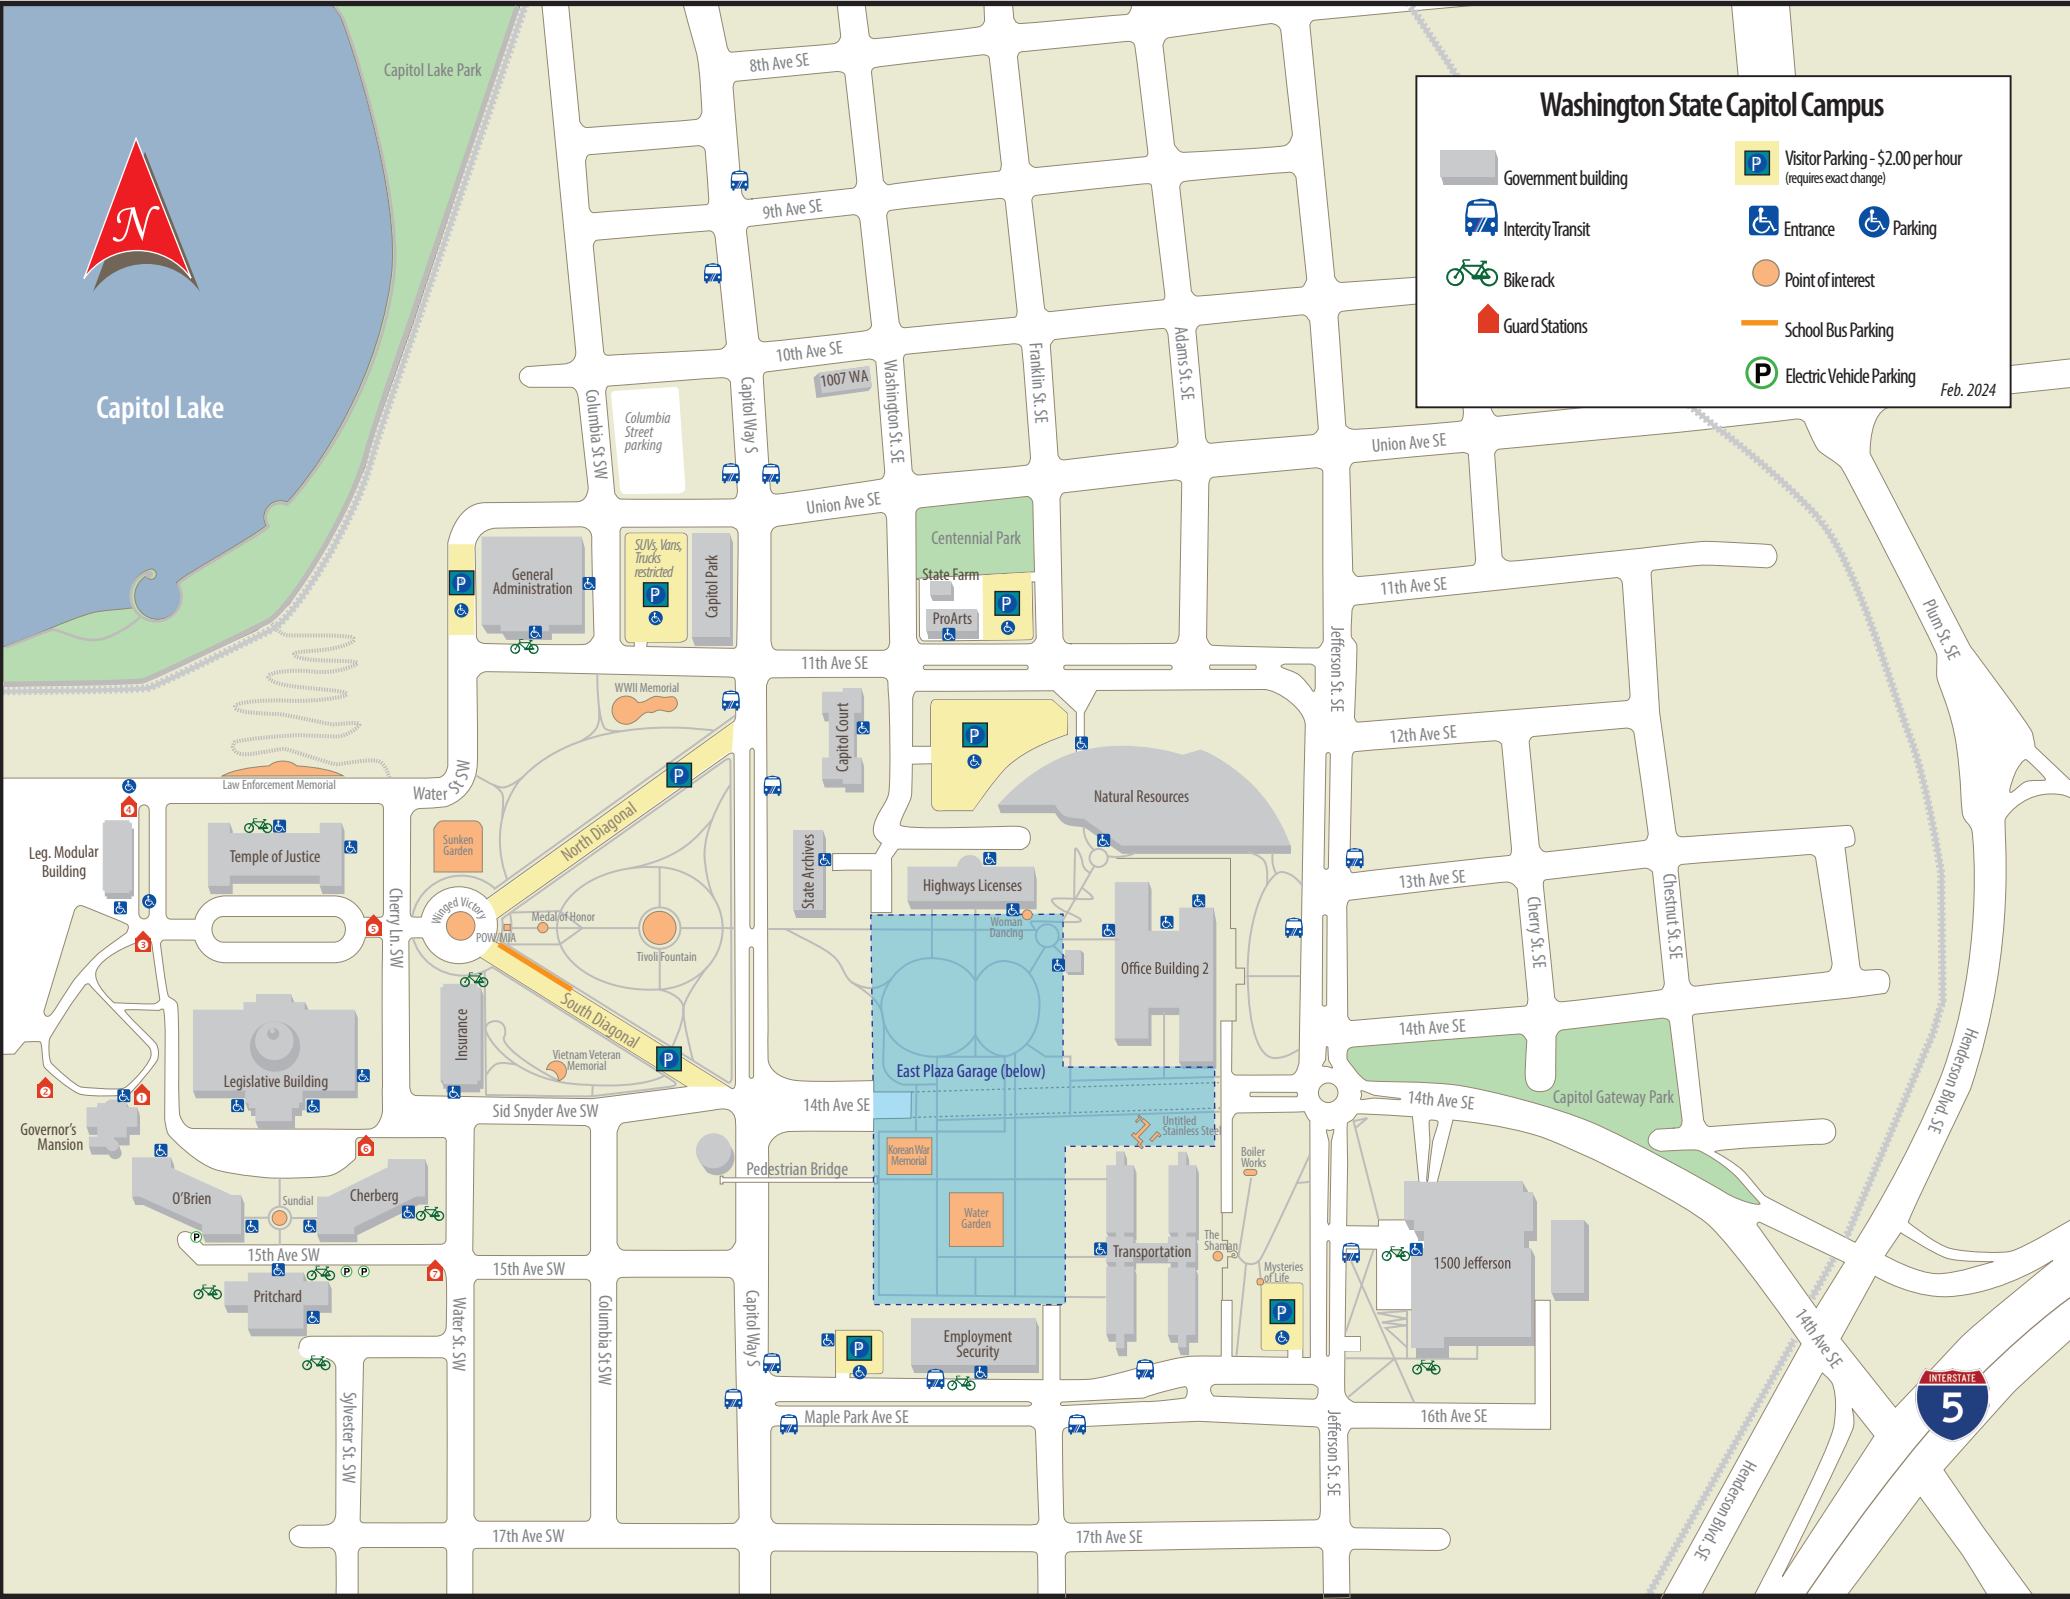 Capitol Lake Park
8th Ave SE
Washington State Capitol Campus
Government building
Visitor Parking - $2.00 per hour
(requires exact change)
Intercity Transit
Entrance
Parking
Bike rack
Point of interest
Guard Stations
School Bus Parking
P
Electric Vehicle Parking
Feb. 2024
N
Capitol Lake
9th Ave SE
10th Ave SE
1007 WA
Columbia St SW
Columbia
Street
parking
Capitol Way S
Washington St. SE
Franklin St. SE
Adams St. SE
Union Ave SE
Union Ave SE
General
Administration
SUVs, Vans,
Trucks
restricted
Capitol Park
Centennial Park
State Farm
ProArts
P
P
P
11th Ave SE
11th Ave SE
Jefferson St. SE
Plum St. SE
WWII Memorial
Capitol Court
P
12th Ave SE
Natural Resources
Law Enforcement Memorial
Water St SW
P
North Diagonal
4
Leg. Modular
Building
Temple of Justice
Sunken
Garden
State Archives
Highways Licenses
13th Ave SE
Cherry St. SE
Chestnut St. SE
Cherry Ln. SW
5
3
Winged Victory
POW/MIA
Medal of Honor
Tivoli Fountain
Woman
Dancing
Office Building 2
14th Ave SE
Insurance
South Diagonal
P
Vietnam Veteran
Memorial
Legislative Building
East Plaza Garage (below)
Henderson Blvd. SE
2
1
Sid Snyder Ave SW
14th Ave SE
14th Ave SE
Capitol Gateway Park
Governor's
Mansion
6
Untitled
Stainless Steel
Korean War
Memorial
Pedestrian Bridge
Boiler
Works
O'Brien
Sundial
Cherberg
Water
Garden
Transportation
The
Shaman
Mysteries
of Life
1500 Jefferson
P
15th Ave SW
15th Ave SW
7
P
P
Pritchard
Water St. SW
Columbia St SW
Capitol Way S
P
Employment
Security
P
14th Ave SE
Sylvester St. SW
Maple Park Ave SE
16th Ave SE
Jefferson St. SE
INTERSTATE
5
Henderson Blvd. SE
17th Ave SW
17th Ave SE